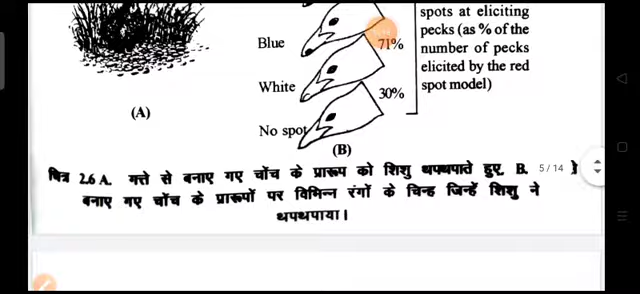 spots at eliciting
pecks (as % of the
number of pecks
elicited by the red
spot model)
Blue
71%
White
30%
No spot
(A)
(B)
चित्र 2.6 A. गत्ते से बनाए गए चोंच के प्रारूप को शिशु थपथपाते हुए. B.
5/14
बनाए गए चोंच के प्रारूपों पर विभिन्न रंगों के चिन्ह जिन्हें शिशु ने
थपथपाया।